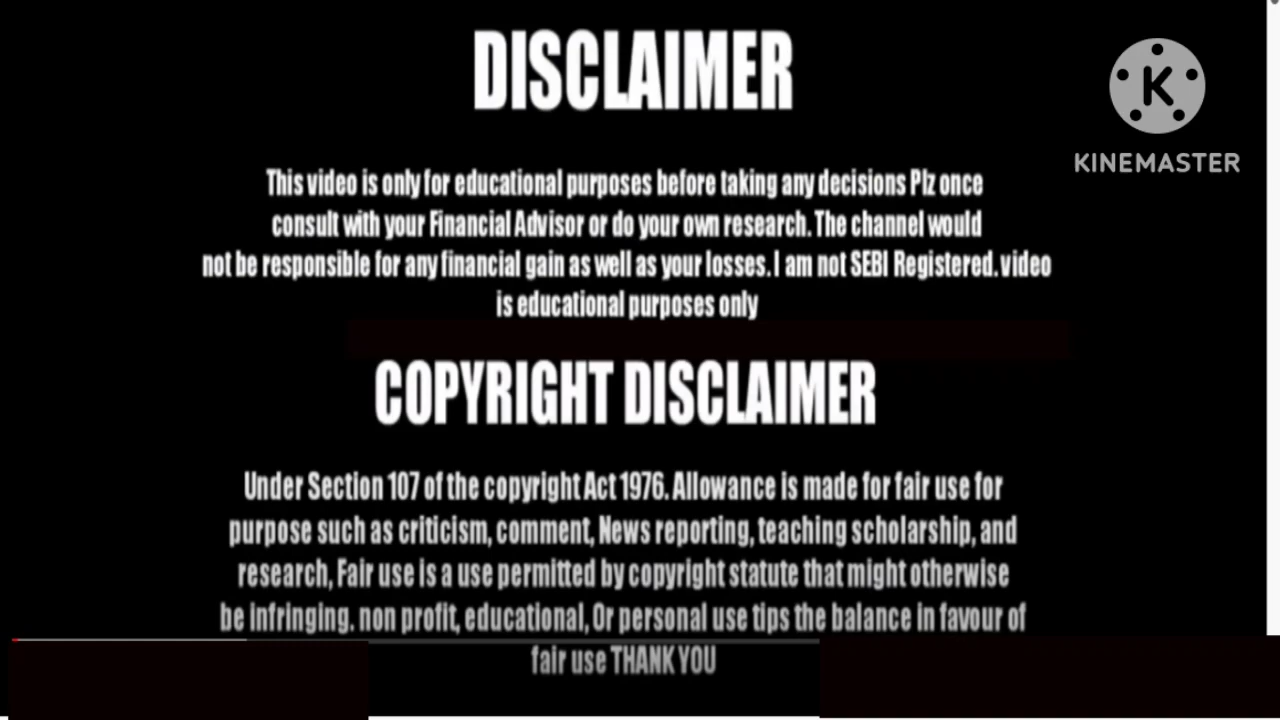 DISCLAIMER
K
KINEMASTER
This video is only for educational purposes before taking any decisions Plz once
consult with your Financial Advisor or do your own research. The channel would
not be responsible for any financial gain as well as your losses. I am not SEBI Registered.video
is educational purposes only
COPYRIGHT DISCLAIMER
Under Section 107 of the copyright Act 1976. Allowance is made for fair use for
purpose such as criticism, comment, News reporting, teaching scholarship, and
research, Fair use is a use permitted by copyright statute that might otherwise
be infringing. non profit, educational, Or personal use tips the balance in favour of
fair use THANK YOU